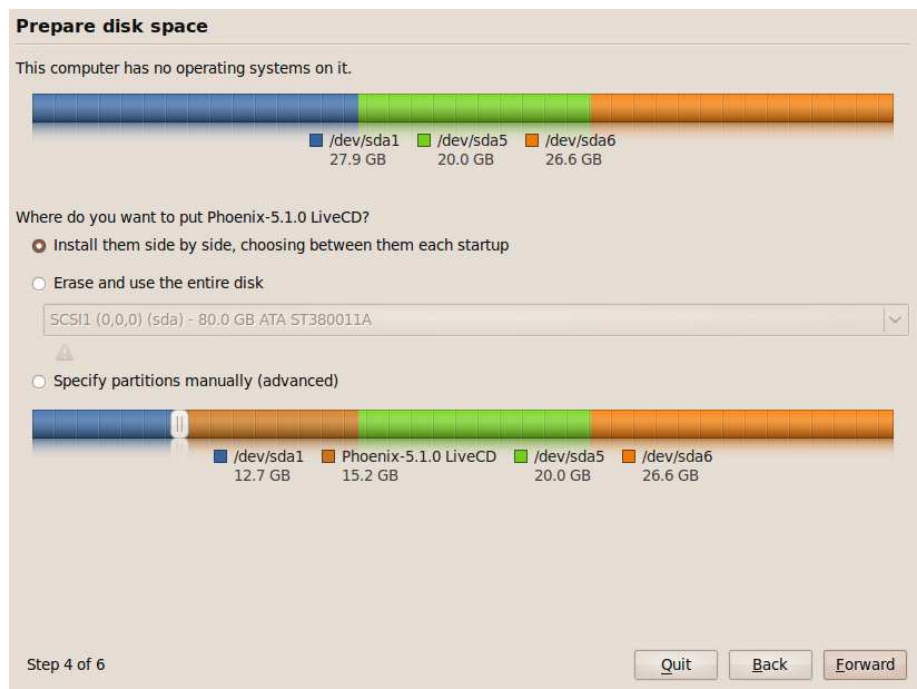 Prepare disk space
This computer has no operating systems on it.
/dev/sda1 /dev/sda5 /dev/sda6
27.9 GB 20.0 GB 26.6 GB
Where do you want to put Phoenix-5.1.0 LiveCD?
Install them side by side, choosing between them each startup
Erase and use the entire disk
SCSI1 (0,0,0) (sda) - 80.0 GB ATA ST380011A
Specify partitions manually (advanced)
/dev/sda1 Phoenix-5.1.0 LiveCD /dev/sda5 /dev/sda6
12.7 GB 15.2 GB 20.0 GB 26.6 GB
Step 4 of 6 Quit Back Forward